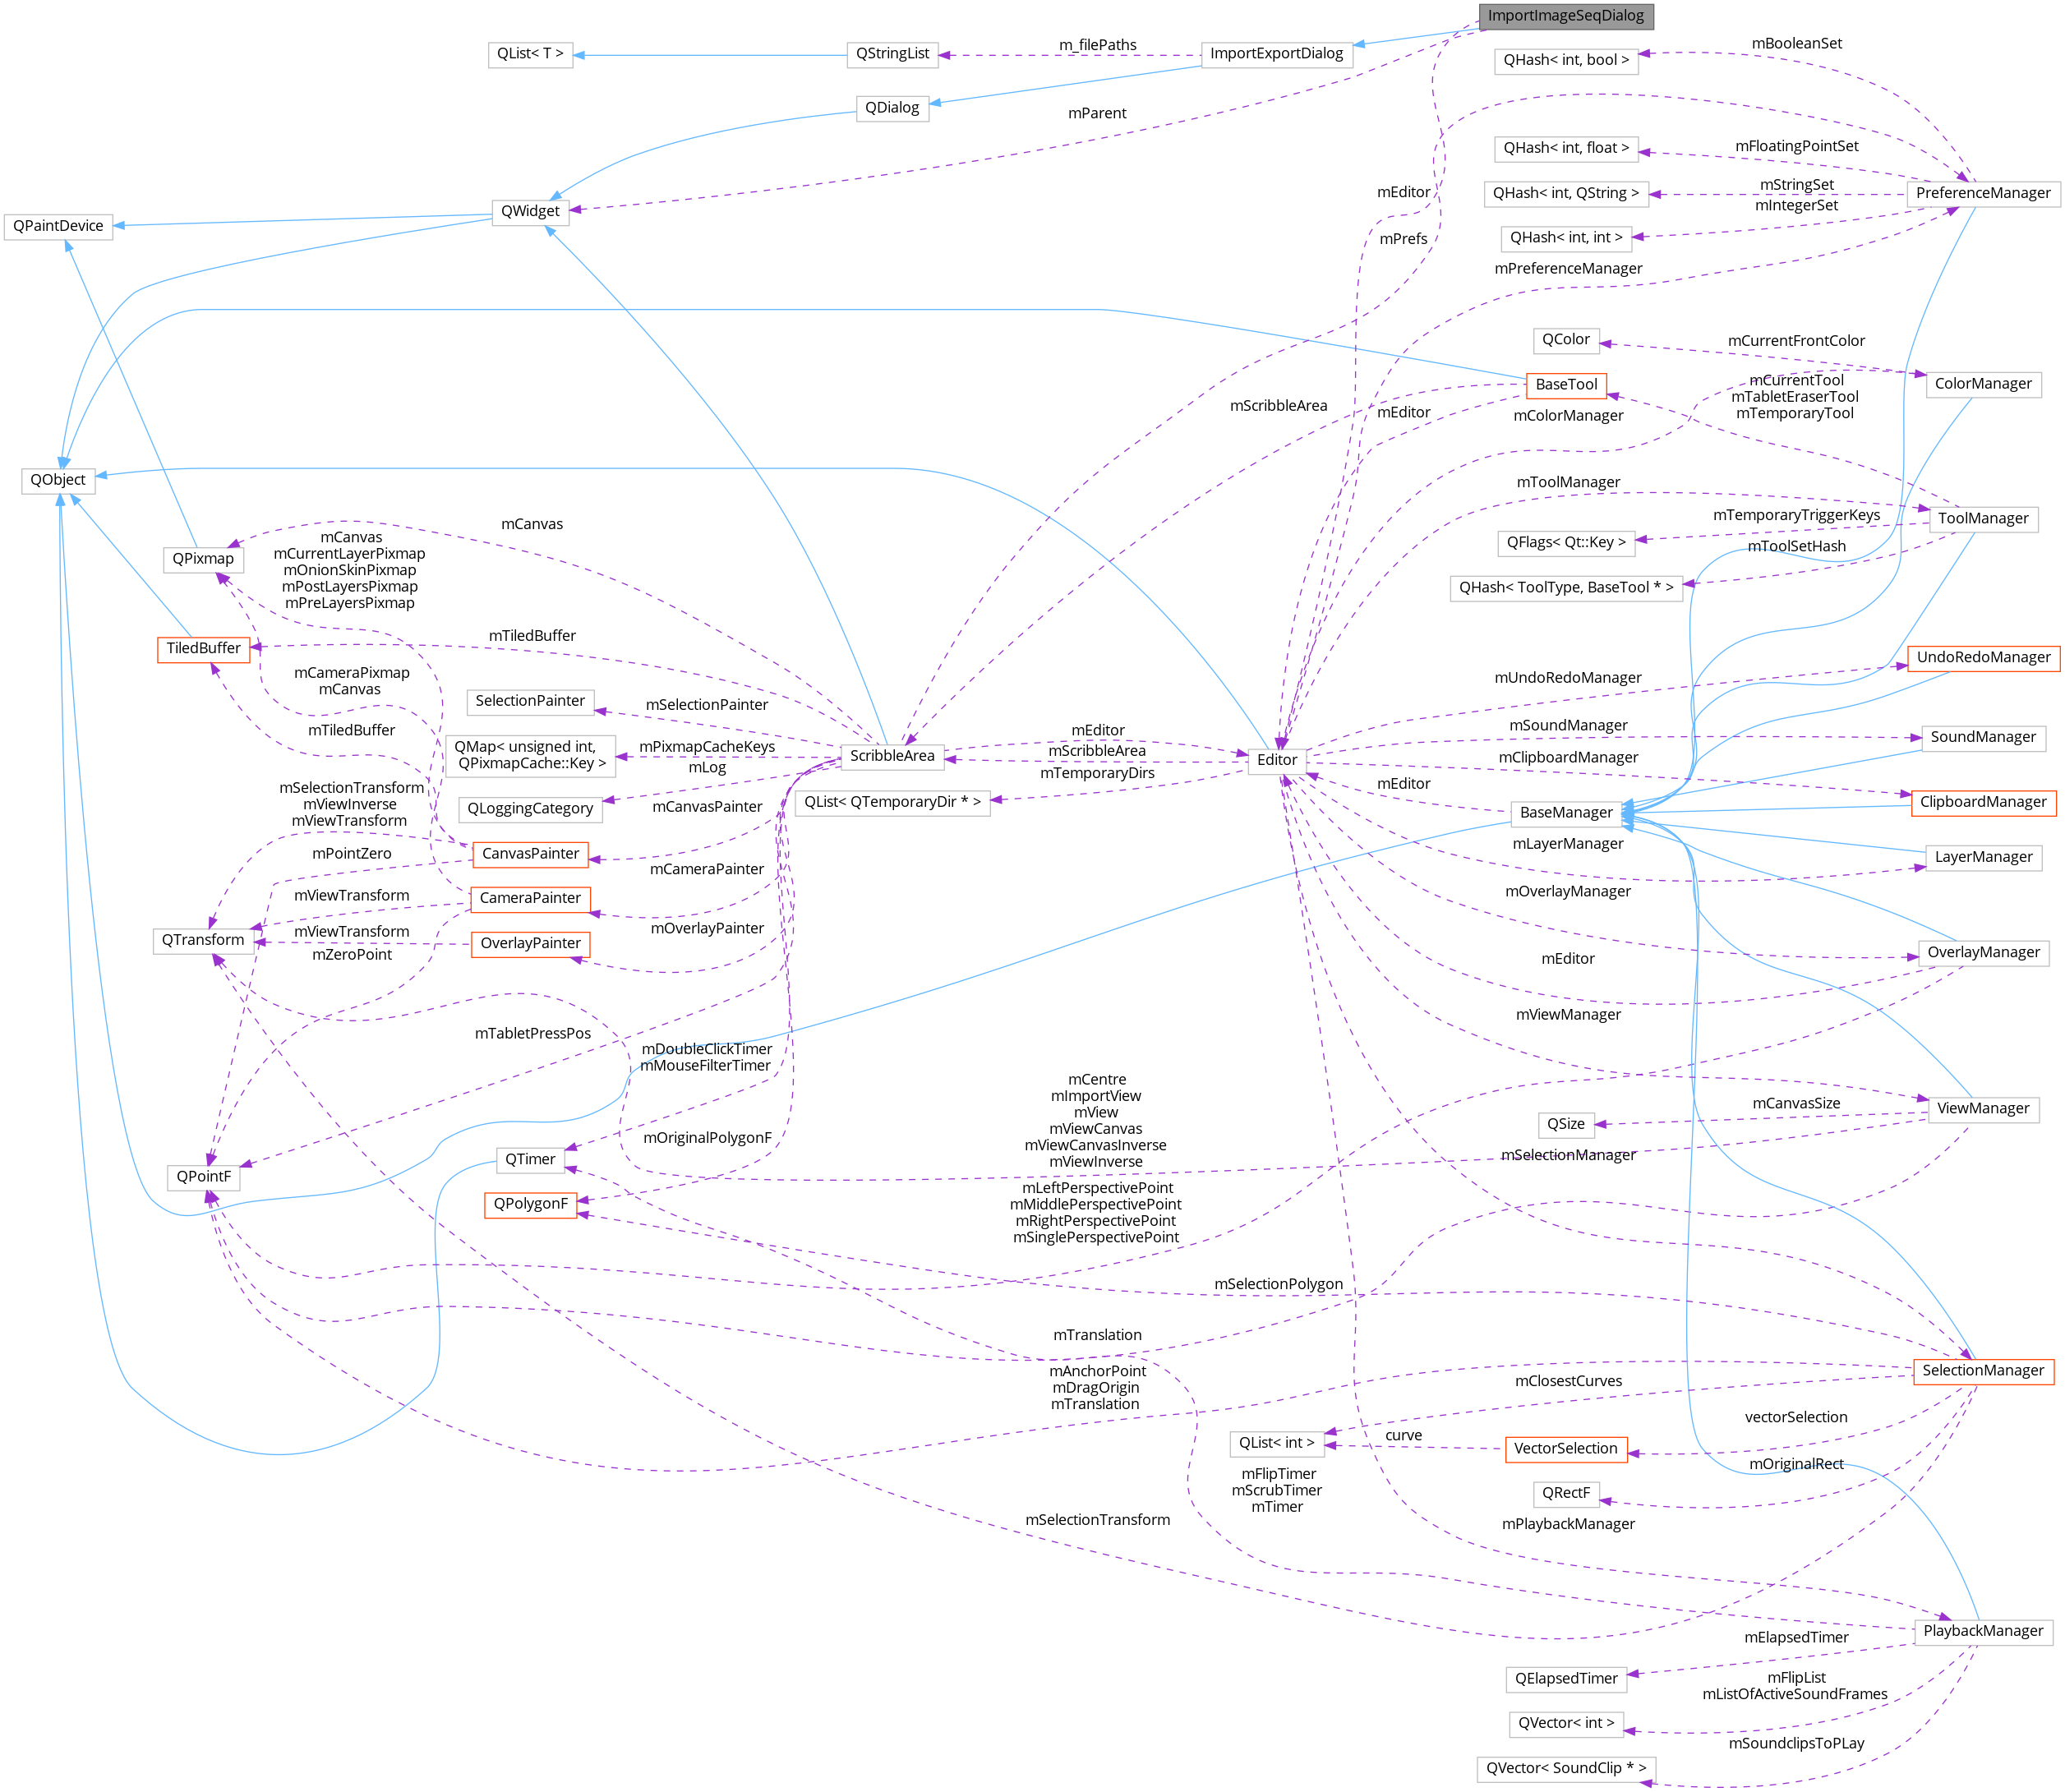 ImportImageSeqDialog
QList< T >
QStringList
m_filePaths
ImportExportDialog
mBooleanSet
QHash< int, bool >
QDialog
mParent
QHash< int, float >
mFloatingPointSet
QHash< int, QString >
mStringSet
PreferenceManager
mEditor
mIntegerSet
QHash< int, int >
QWidget
QPaintDevice
mPrefs
mPreferenceManager
QColor
mCurrentFrontColor
BaseTool
mCurrentTool
mTabletEraserTool
mTemporaryTool
ColorManager
mScribbleArea
mEditor
mColorManager
QObject
mToolManager
mTemporaryTriggerKeys
ToolManager
QFlags< Qt::Key >
mToolSetHash
QHash< ToolType, BaseTool * >
mCanvas
QPixmap
mCanvas
mCurrentLayerPixmap
mOnionSkinPixmap
mPostLayersPixmap
mPreLayersPixmap
TiledBuffer
mTiledBuffer
mUndoRedoManager
UndoRedoManager
mCameraPixmap
mCanvas
SelectionPainter
mSelectionPainter
mTiledBuffer
QMap< unsigned int,
QPixmapCache::Key >
mPixmapCacheKeys
ScribbleArea
mEditor
mScribbleArea
Editor
mSoundManager
SoundManager
mClipboardManager
mLog
mTemporaryDirs
QLoggingCategory
QList< QTemporaryDir * >
mEditor
BaseManager
ClipboardManager
mSelectionTransform
mViewInverse
mViewTransform
mCanvasPainter
CanvasPainter
mPointZero
mLayerManager
LayerManager
mCameraPainter
CameraPainter
mViewTransform
mOverlayManager
mOverlayPainter
OverlayPainter
mViewTransform
mZeroPoint
QTransform
OverlayManager
mEditor
mViewManager
mTabletPressPos
mDoubleClickTimer
mMouseFilterTimer
mCentre
mImportView
mView
mViewCanvas
mViewCanvasInverse
mViewInverse
mCanvasSize
ViewManager
QSize
mOriginalPolygonF
mSelectionManager
QTimer
QPointF
QPolygonF
mLeftPerspectivePoint
mMiddlePerspectivePoint
mRightPerspectivePoint
mSinglePerspectivePoint
mSelectionPolygon
mTranslation
SelectionManager
mAnchorPoint
mDragOrigin
mTranslation
mClosestCurves
vectorSelection
QList< int >
curve
VectorSelection
mOriginalRect
QRectF
mFlipTimer
mScrubTimer
mTimer
mSelectionTransform
mPlaybackManager
PlaybackManager
mElapsedTimer
QElapsedTimer
mFlipList
mListOfActiveSoundFrames
QVector< int >
mSoundclipsToPLay
QVector< SoundClip * >